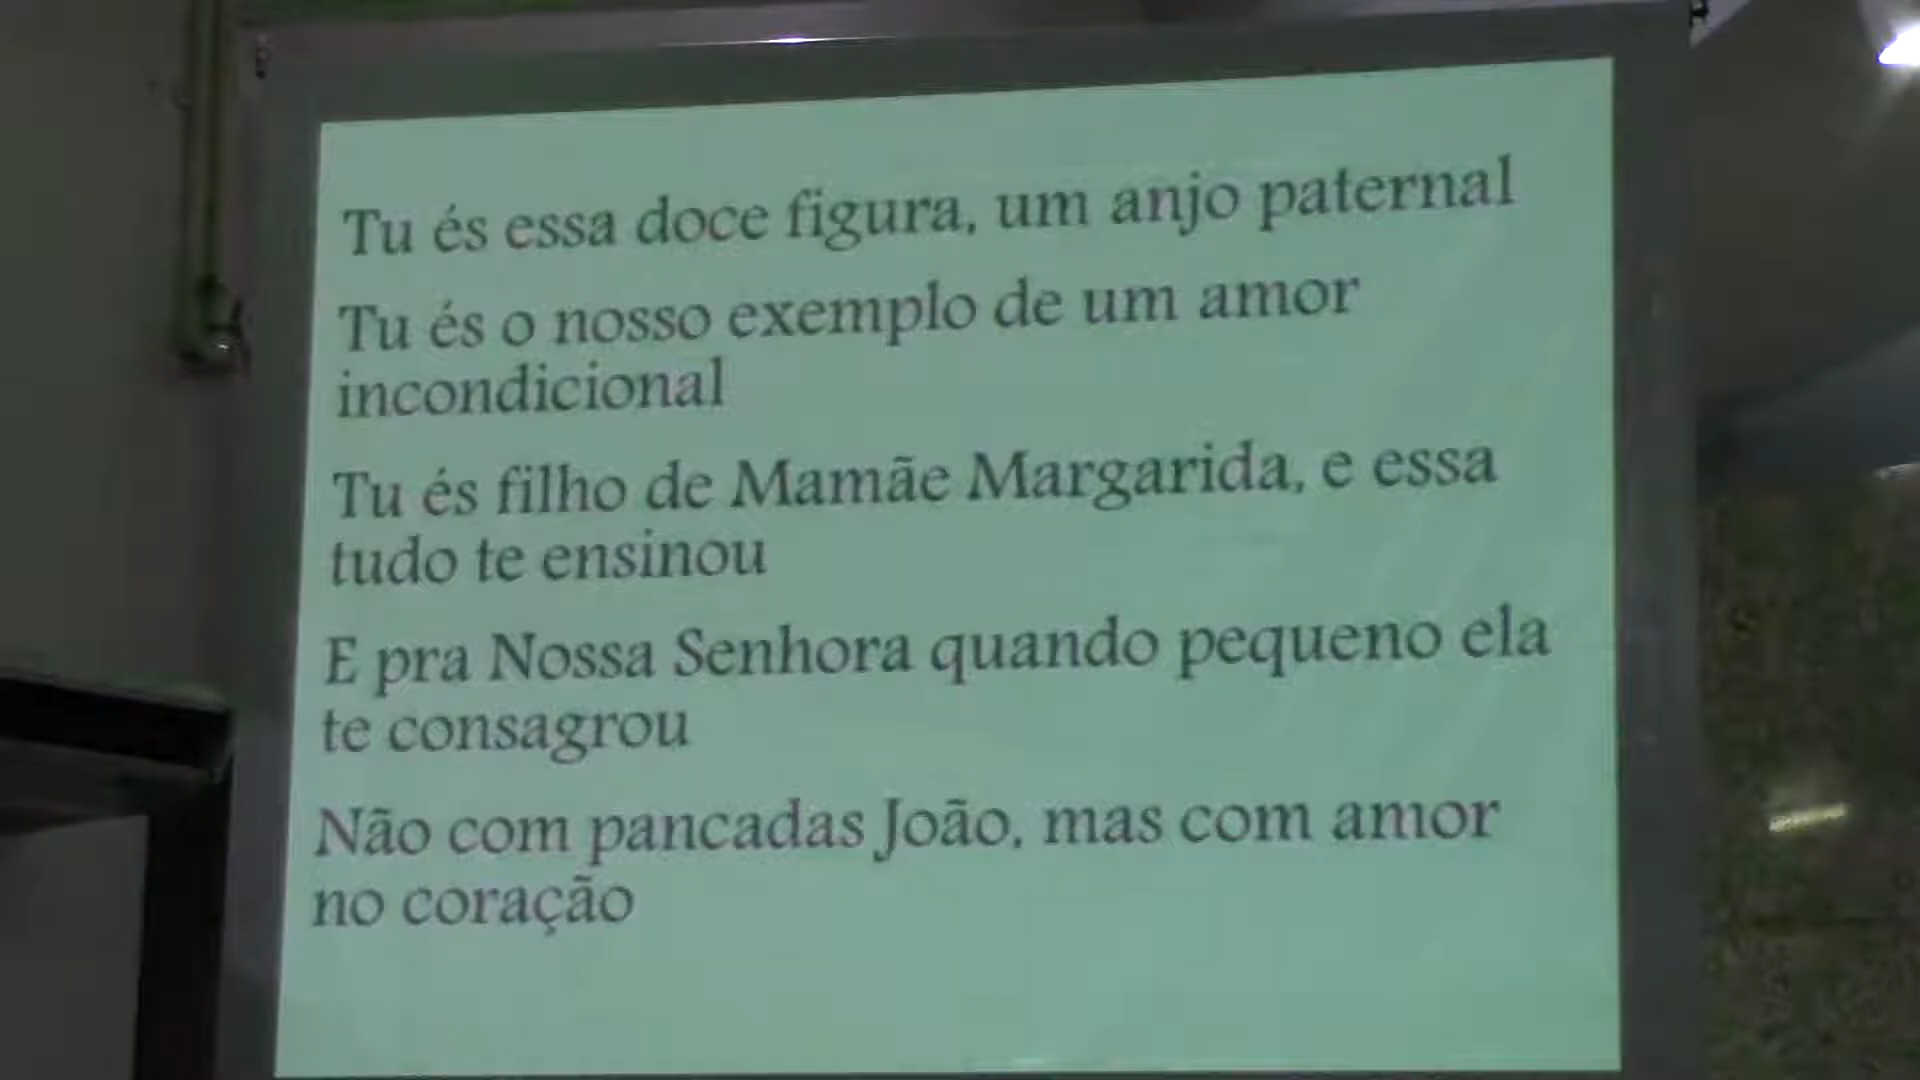 Tu és essa doce figura, um anjo paternal
Tu és o nosso exemplo de um amor
incondicional
Tu és filho de Mamãe Margarida, e essa
tudo te ensinou
E pra Nossa Senhora quando pequeno ela
te consagrou
Não com pancadas João, mas com amor
no coração